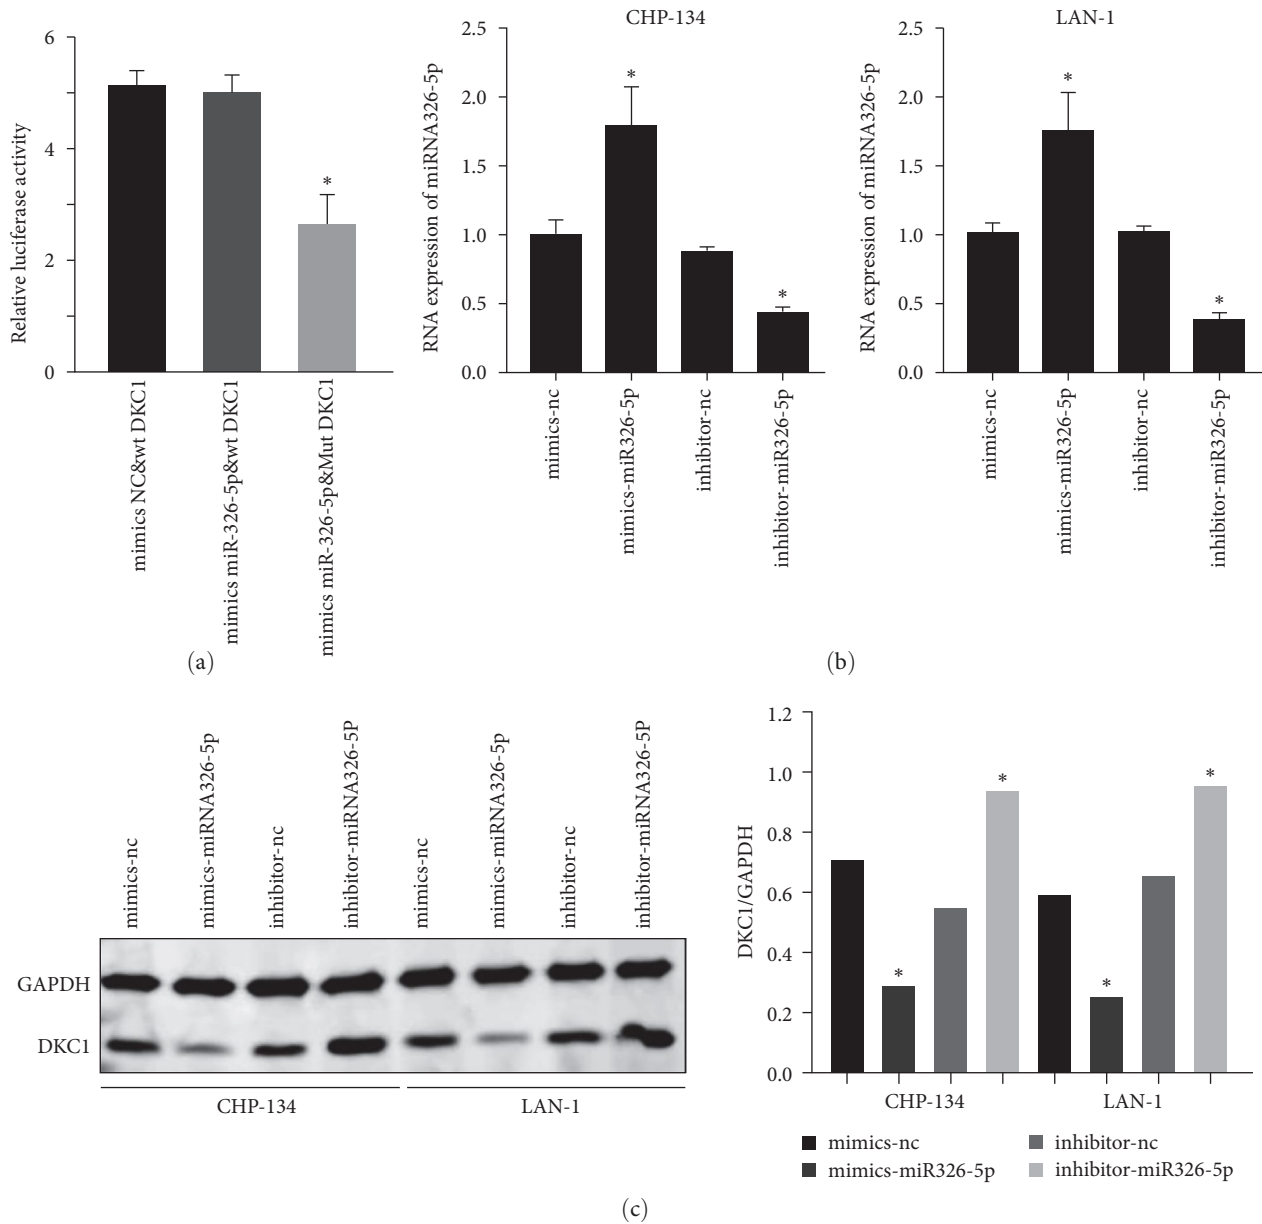 6
4
2
0
Relative luciferase activity
*
mimics NC&wt DKC1
mimics miR-326-5p&wt DKC1
mimics miR-326-5p&Mut DKC1
(a)
CHP-134
2.5
2.0
1.5
1.0
0.5
0.0
RNA expression of miRNA326-5p
*
*
mimics-nc
mimics-miR326-5p
inhibitor-nc
inhibitor-miR326-5p
LAN-1
2.5
2.0
1.5
1.0
0.5
0.0
RNA expression of miRNA326-5p
*
*
mimics-nc
mimics-miR326-5p
inhibitor-nc
inhibitor-miR326-5p
(b)
mimics-nc
mimics-miRNA326-5p
inhibitor-nc
inhibitor-miRNA326-5P
mimics-nc
mimics-miRNA326-5p
inhibitor-nc
inhibitor-miRNA326-5P
GAPDH
DKC1
CHP-134
LAN-1
1.2
1.0
0.8
0.6
0.4
0.2
0.0
DKC1/GAPDH
*
*
*
*
CHP-134
LAN-1
mimics-nc
mimics-miR326-5p
inhibitor-nc
inhibitor-miR326-5p
(c)